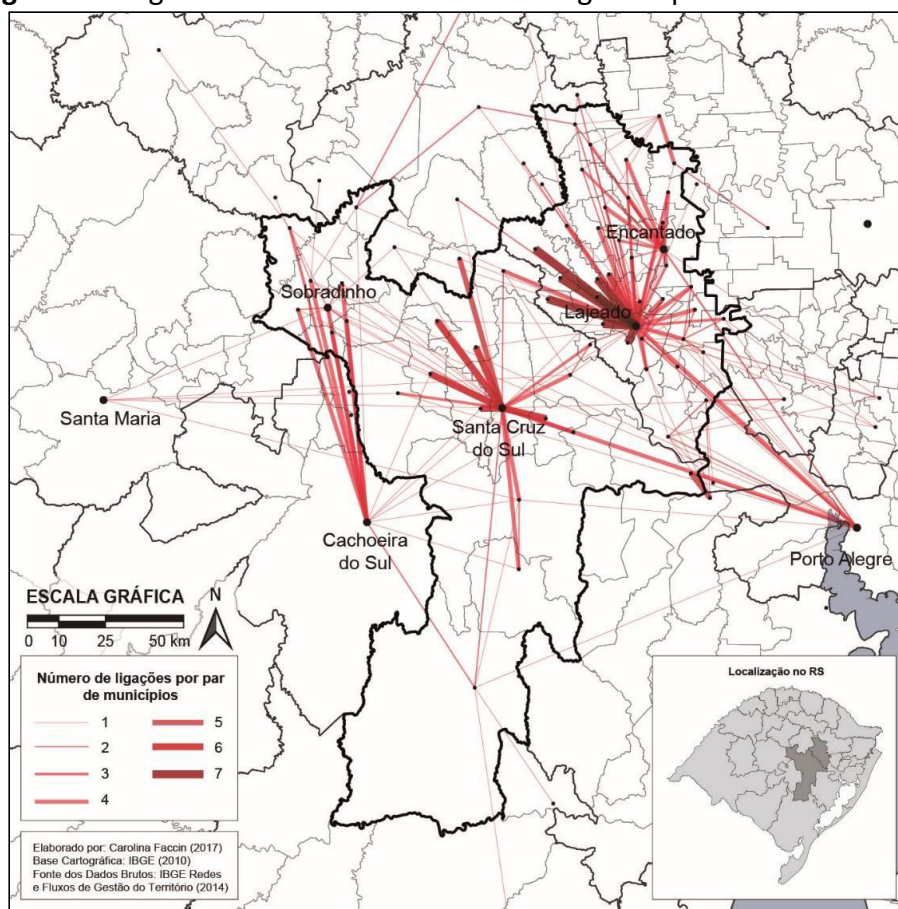 Encantado
Sobradinho
Lajeado
Santa Maria
Santa Cruz
do Sul
Cachoeira
do Sul
Porto Alegre
ESCALA GRÁFICA
N
0 10 25 50 km
Número de ligações por par
de municípios
1
2
3
4
5
6
7
Elaborado por: Carolina Faccin (2017)
Base Cartográfica: IBGE (2010)
Fonte dos Dados Brutos: IBGE Redes
e Fluxos de Gestão do Território (2014)
Localização no RS